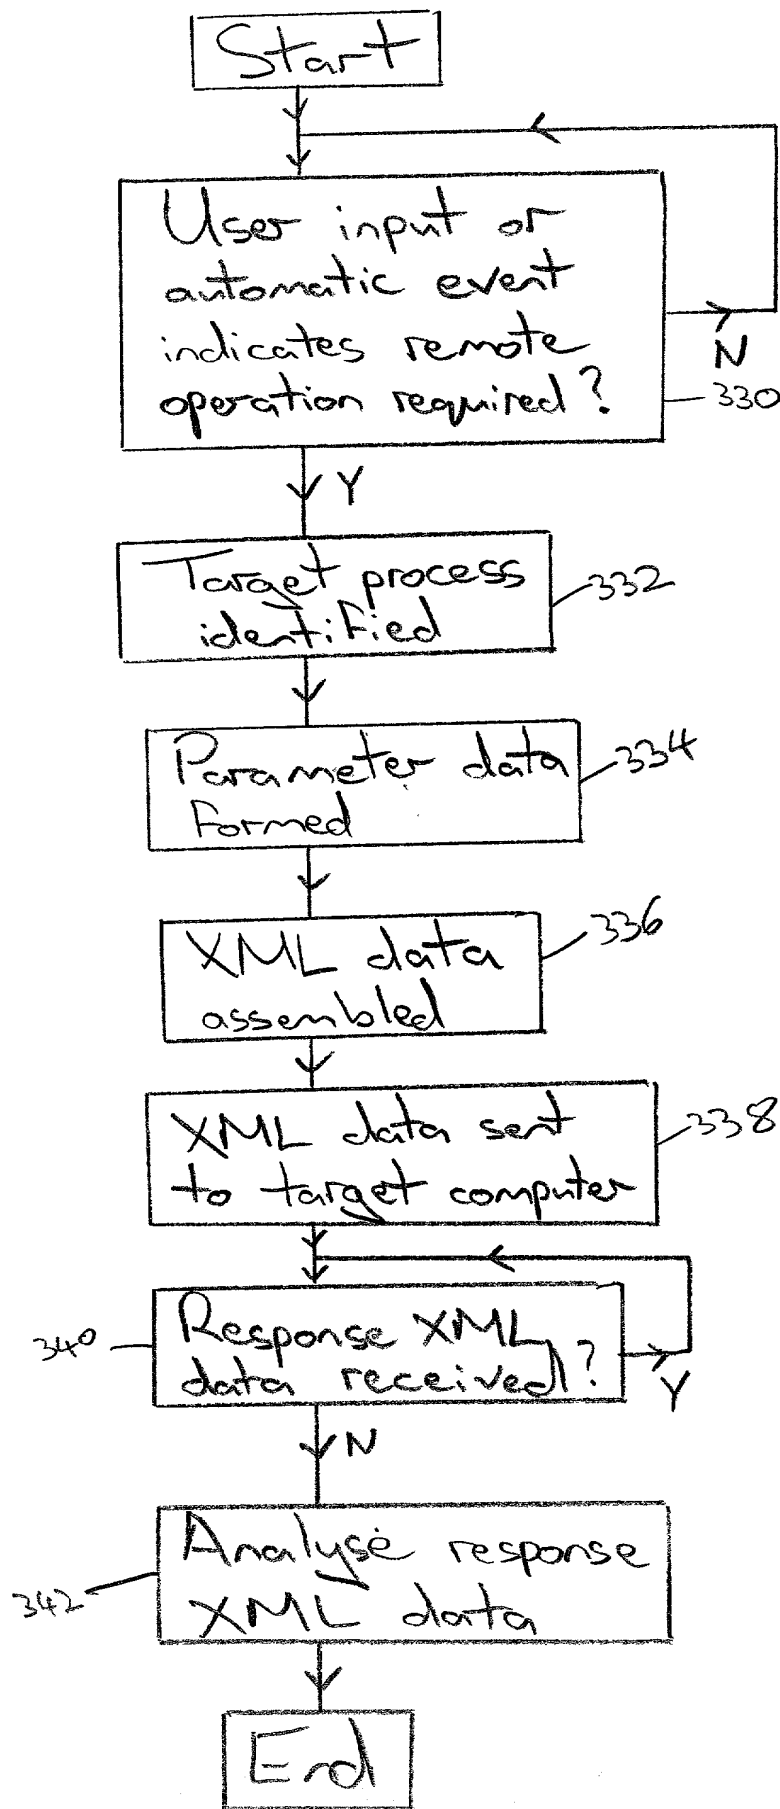 Start
User input or
automatic event
indicates remote
operation required?
N
330
Y
Target process
identified
332
Parameter data
formed
334
XML data
assembled
336
XML data sent
to target computer
338
Response XML
data received?
340
Y
N
Analyse response
XML data
342
End